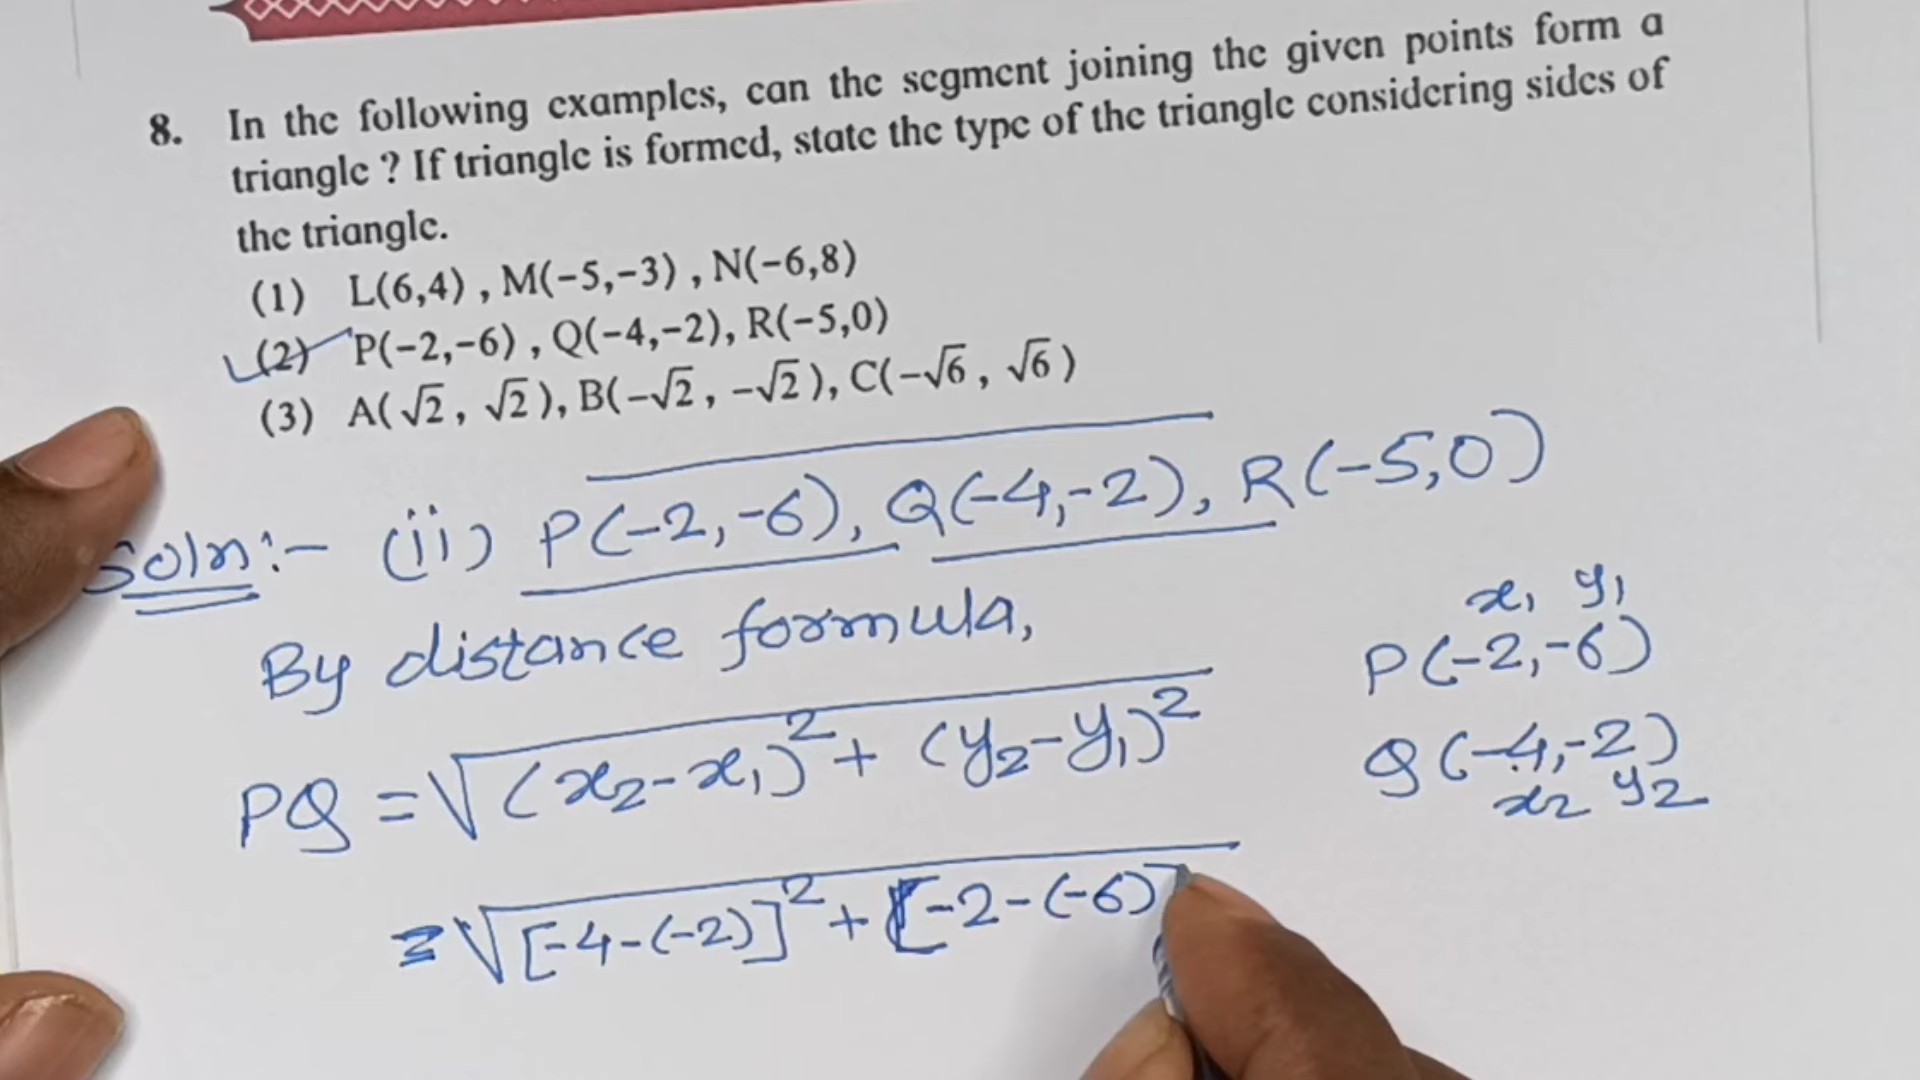 8. In the following examples, can the segment joining the given points form a
triangle ? If triangle is formed, state the type of the triangle considering sides of
the triangle.
(1) L(6,4) , M(-5,-3) , N(-6,8)
(2) P(-2,-6) , Q(-4,-2), R(-5,0)
(3) A(√2 , √2 ), B(-√2 , -√2 ), C(-√6 , √6 )
Soln:- (ii) P(-2,-6), Q(-4,-2), R(-5,0)
By distance formula,
x₁ y₁
P(-2,-6)
Q(-4,-2)
x₂ y₂
PQ = √(x₂-x₁)² + (y₂-y₁)²
= √[-4-(-2)]² + [-2-(-6)]